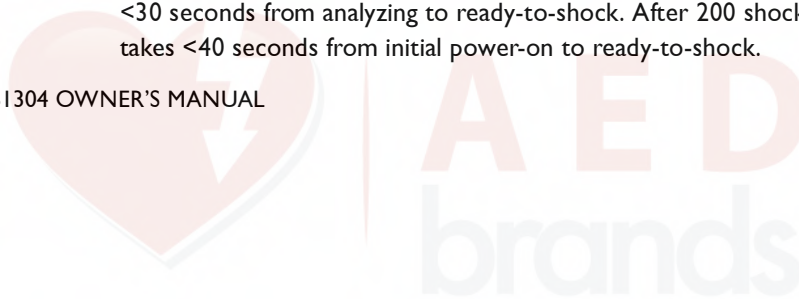 <30 seconds from analyzing to ready-to-shock. After 200 shock
takes <40 seconds from initial power-on to ready-to-shock.
1304 OWNER'S MANUAL
AED
brands